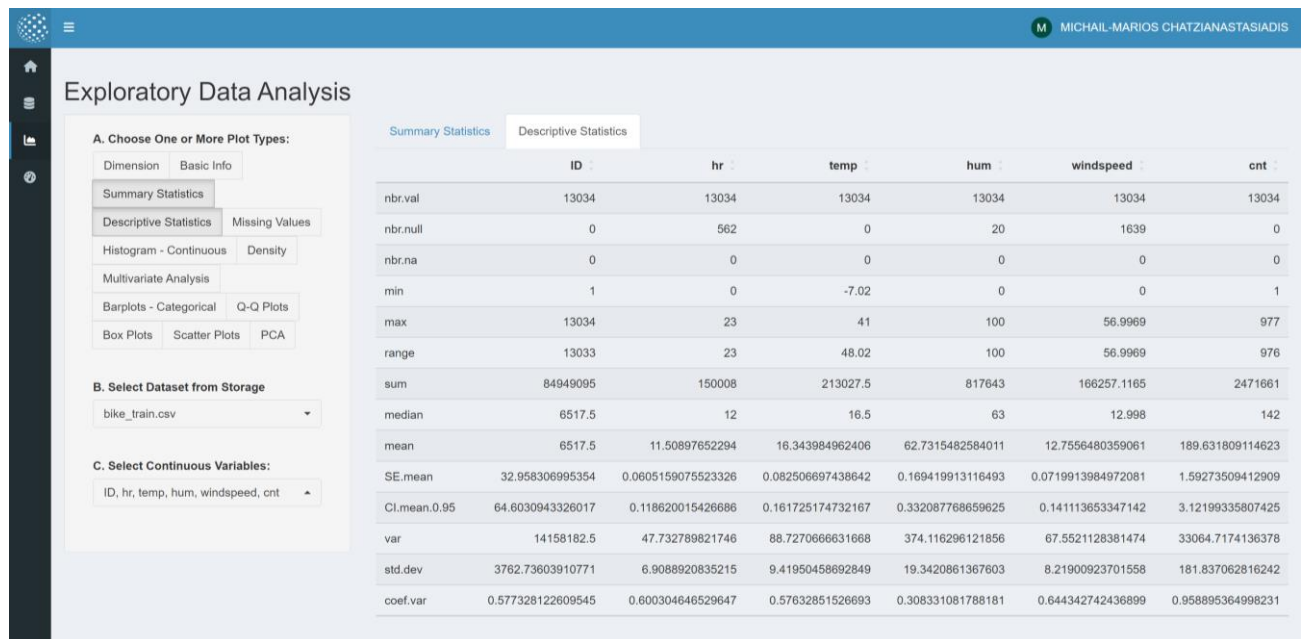 M MICHAIL-MARIOS CHATZIANASTASIADIS
Exploratory Data Analysis
A. Choose One or More Plot Types:
Dimension Basic Info
Summary Statistics
Descriptive Statistics Missing Values
Histogram - Continuous Density
Multivariate Analysis
Barplots - Categorical Q-Q Plots
Box Plots Scatter Plots PCA
B. Select Dataset from Storage
bike_train.csv
C. Select Continuous Variables:
ID, hr, temp, hum, windspeed, cnt
Summary Statistics Descriptive Statistics
ID hr temp hum windspeed cnt
nbr.val 13034 13034 13034 13034 13034 13034
nbr.null 0 562 0 20 1639 0
nbr.na 0 0 0 0 0 0
min 1 0 -7.02 0 0 1
max 13034 23 41 100 56.9969 977
range 13033 23 48.02 100 56.9969 976
sum 84949095 150008 213027.5 817643 166257.1165 2471661
median 6517.5 12 16.5 63 12.998 142
mean 6517.5 11.50897652294 16.343984962406 62.7315482584011 12.7556480359061 189.631809114623
SE.mean 32.958306995354 0.0605159075523326 0.082506697438642 0.169419913116493 0.0719913984972081 1.59273509412909
CI.mean.0.95 64.6030943326017 0.118620015426686 0.161725174732167 0.332087768659625 0.141113653347142 3.12199335807425
var 14158182.5 47.732789821746 88.7270666631668 374.116296121856 67.5521128381474 33064.7174136378
std.dev 3762.73603910771 6.9088920835215 9.41950458692849 19.3420861367603 8.21900923701558 181.837062816242
coef.var 0.577328122609545 0.600304646529647 0.57632851526693 0.308331081788181 0.644342742436899 0.958895364998231